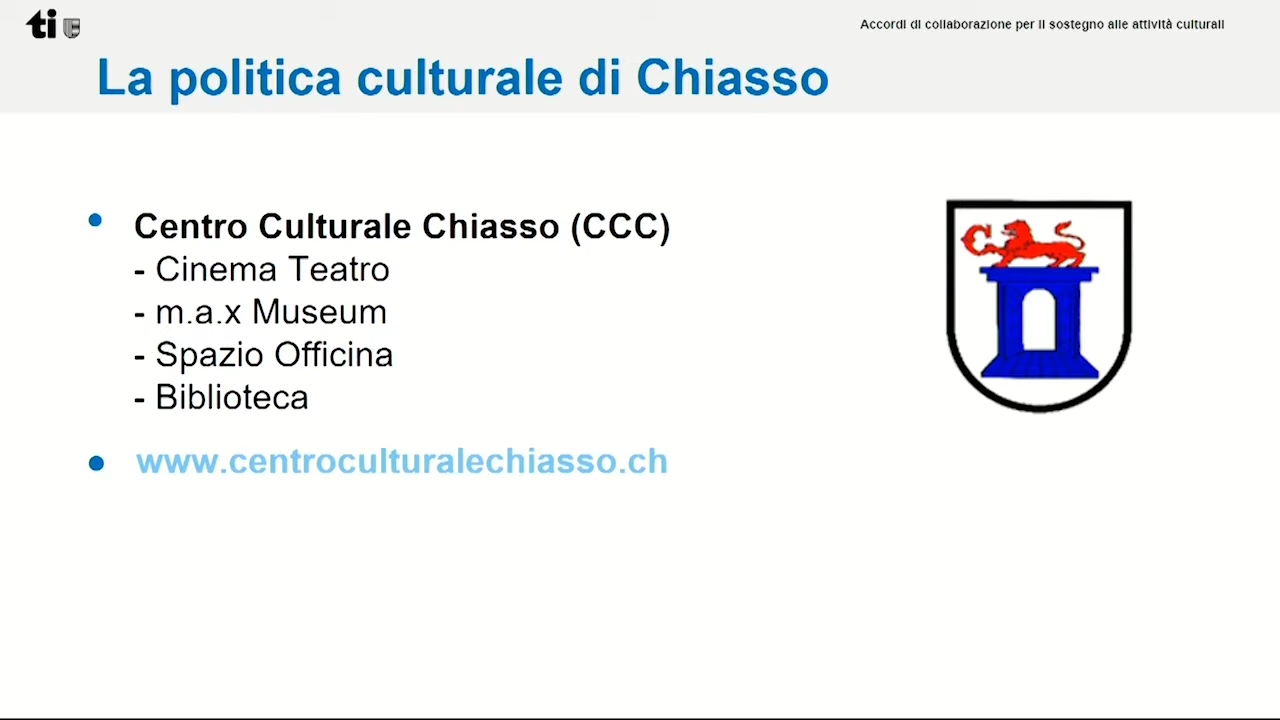 ti
Accordi di collaborazione per il sostegno alle attività culturali
La politica culturale di Chiasso
• Centro Culturale Chiasso (CCC)
- Cinema Teatro
- m.a.x Museum
- Spazio Officina
- Biblioteca
• www.centroculturalechiasso.ch
C